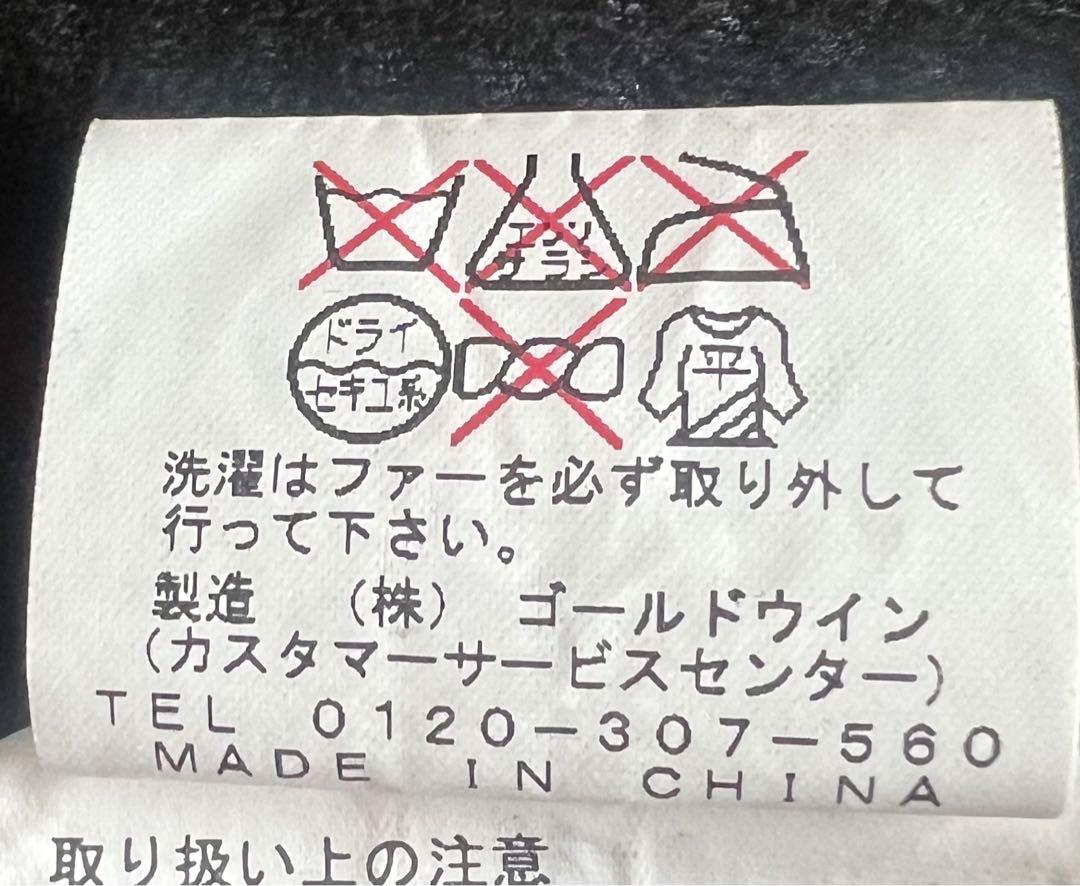 エンソ
サラシ
ドライ
セキユ系
平
洗濯はファーを必ず取り外して
行って下さい。
製造 (株) ゴールドウイン
(カスタマーサービスセンター)
TEL 0120-307-560
MADE IN CHINA
取り扱い上の注意